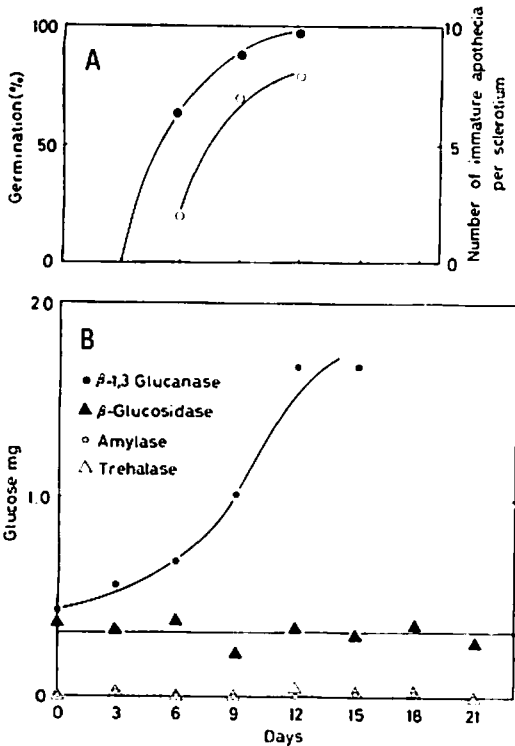 A
Germination(%)
100
50
0
10
5
0
Number of immature apothecia
per sclerotium
B
● β-1,3 Glucanase
▲ β-Glucosidase
○ Amylase
△ Trehalase
Glucose mg
2.0
1.0
0
0 3 6 9 12 15 18 21
Days